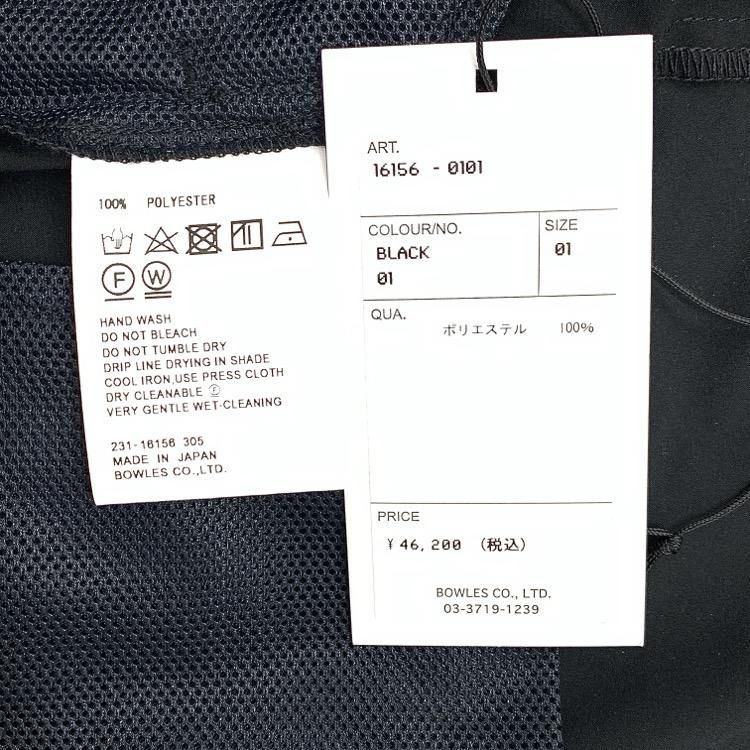 100% POLYESTER
F W
HAND WASH
DO NOT BLEACH
DO NOT TUMBLE DRY
DRIP LINE DRYING IN SHADE
COOL IRON,USE PRESS CLOTH
DRY CLEANABLE Ⓕ
VERY GENTLE WET-CLEANING
231-16156 305
MADE IN JAPAN
BOWLES CO.,LTD.
ART.
16156 - 0101
COLOUR/NO.
BLACK
01
SIZE
01
QUA.
ポリエステル 100%
PRICE
¥ 46,200 (税込)
BOWLES CO., LTD.
03-3719-1239